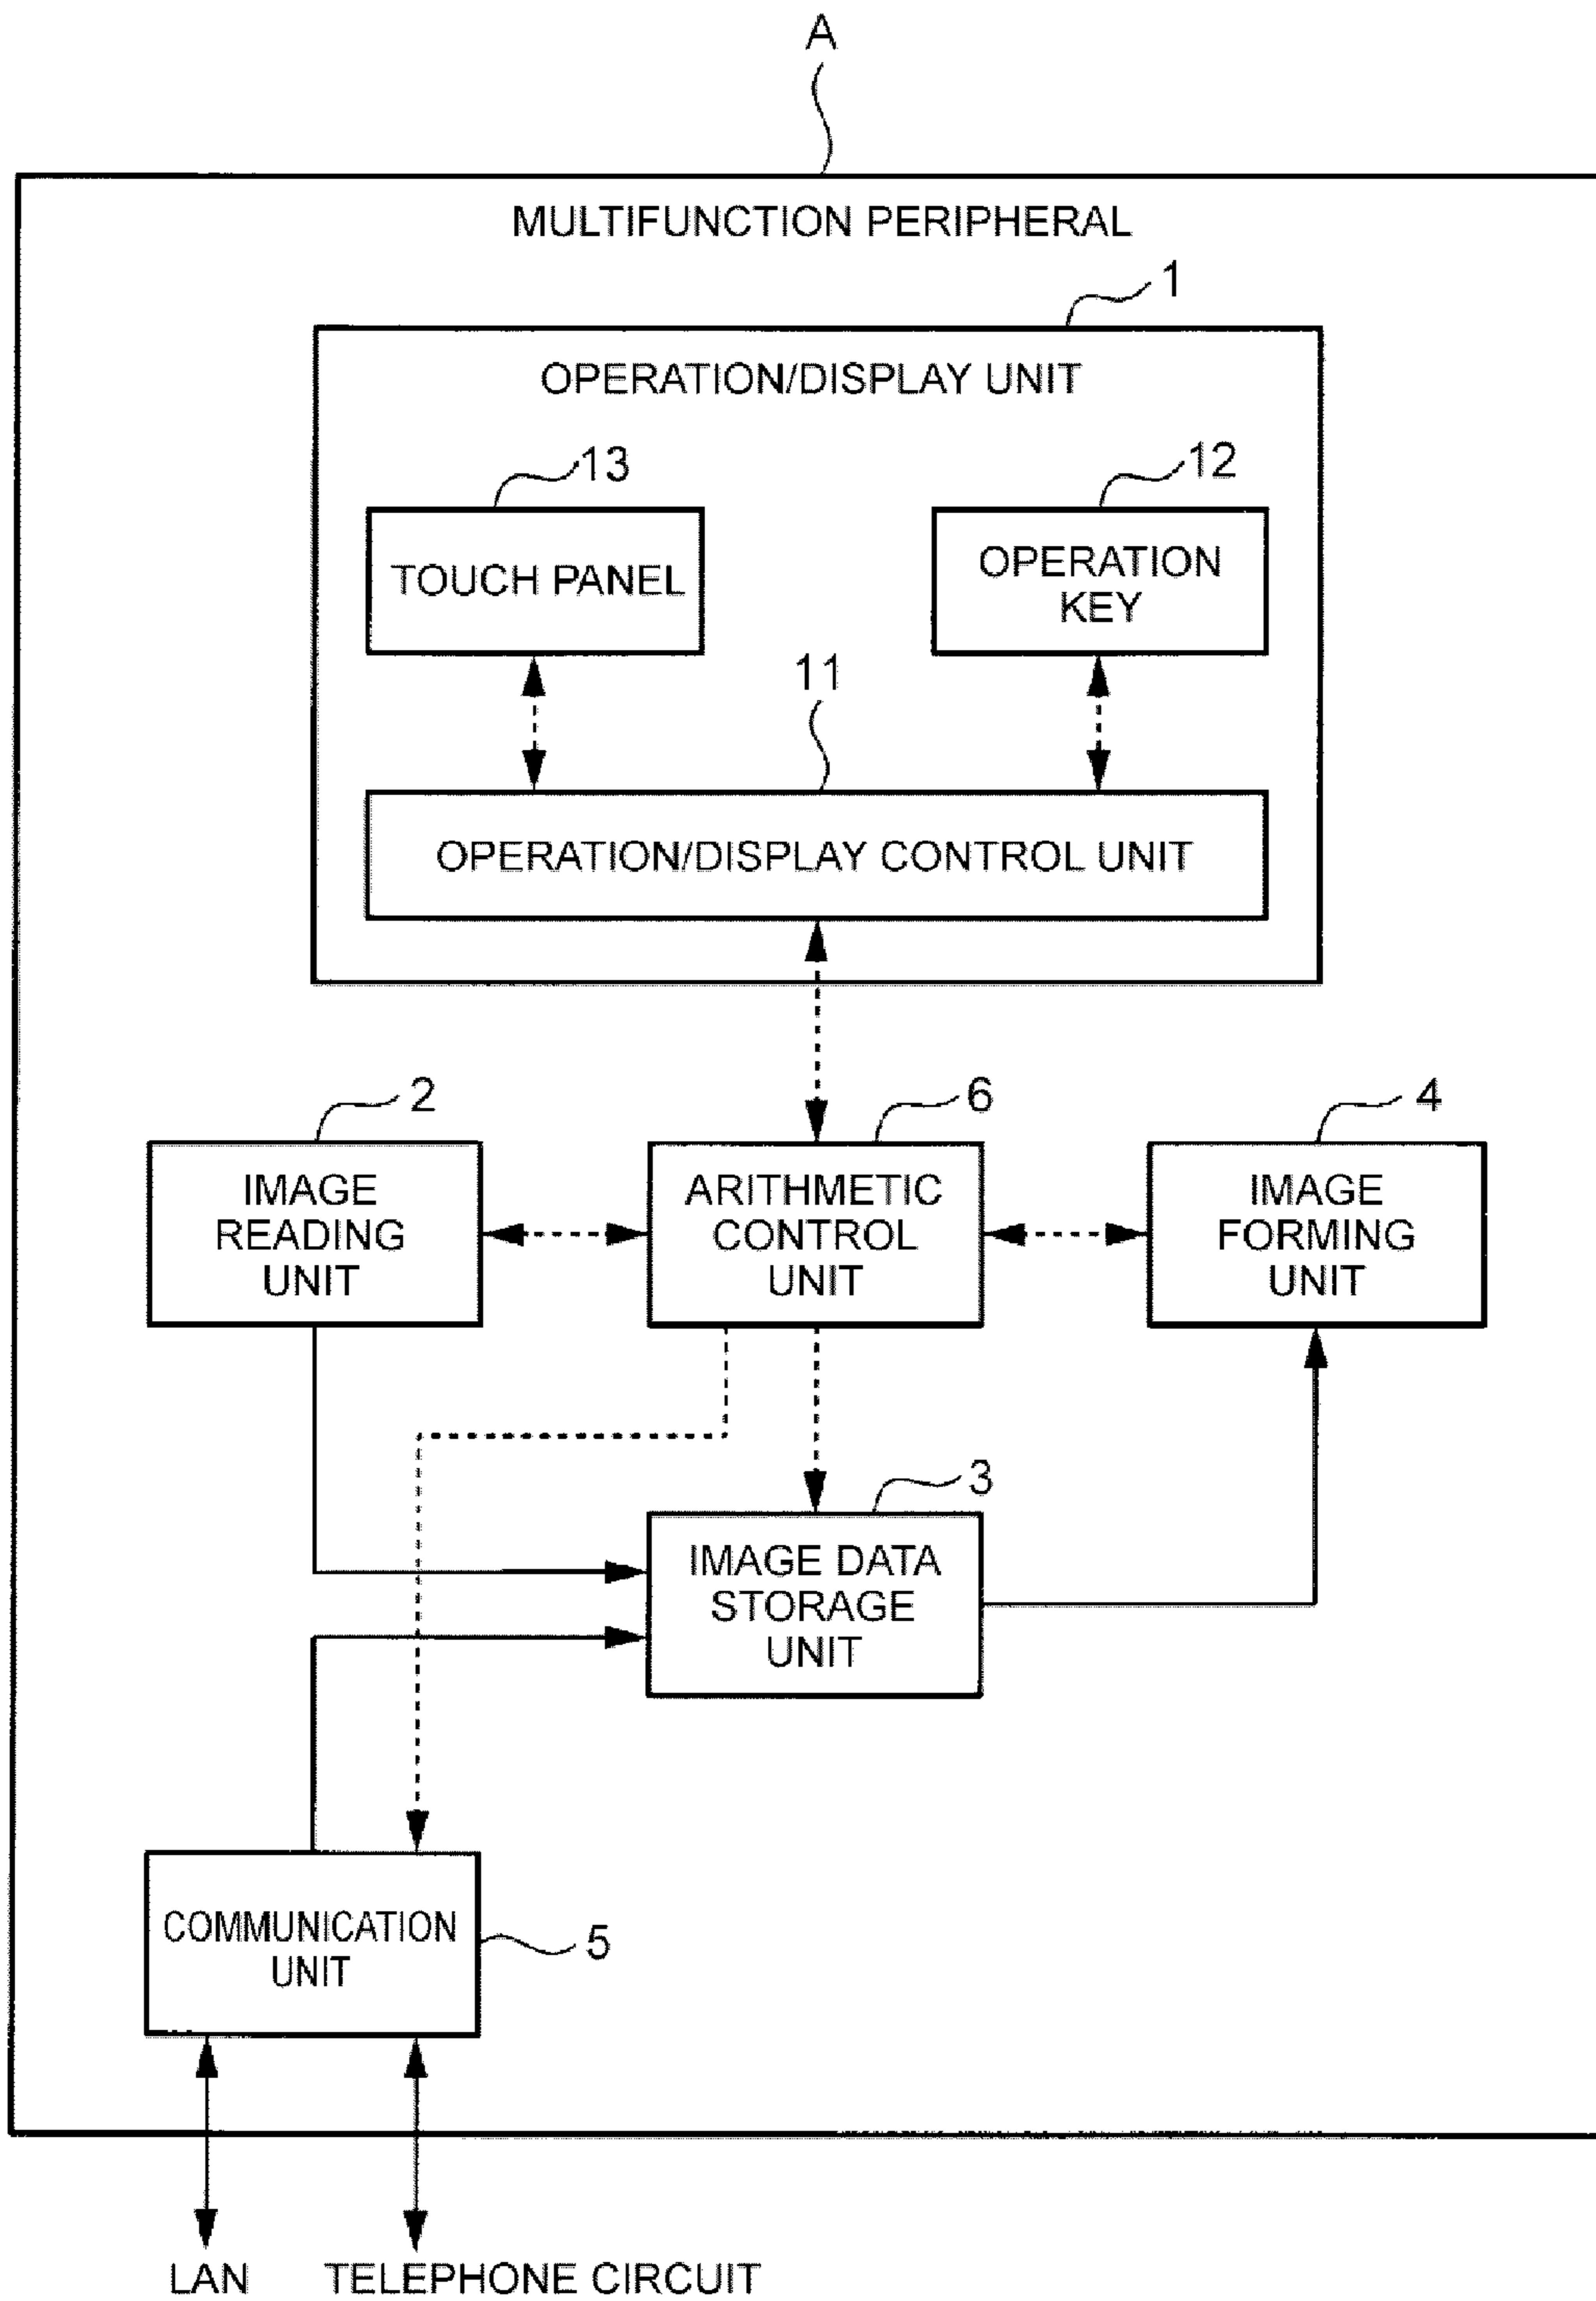 A
MULTIFUNCTION PERIPHERAL
1
OPERATION/DISPLAY UNIT
13
12
TOUCH PANEL
OPERATION
KEY
11
OPERATION/DISPLAY CONTROL UNIT
2
6
4
IMAGE
READING
UNIT
ARITHMETIC
CONTROL
UNIT
IMAGE
FORMING
UNIT
3
IMAGE DATA
STORAGE
UNIT
COMMUNICATION
UNIT
5
LAN
TELEPHONE CIRCUIT